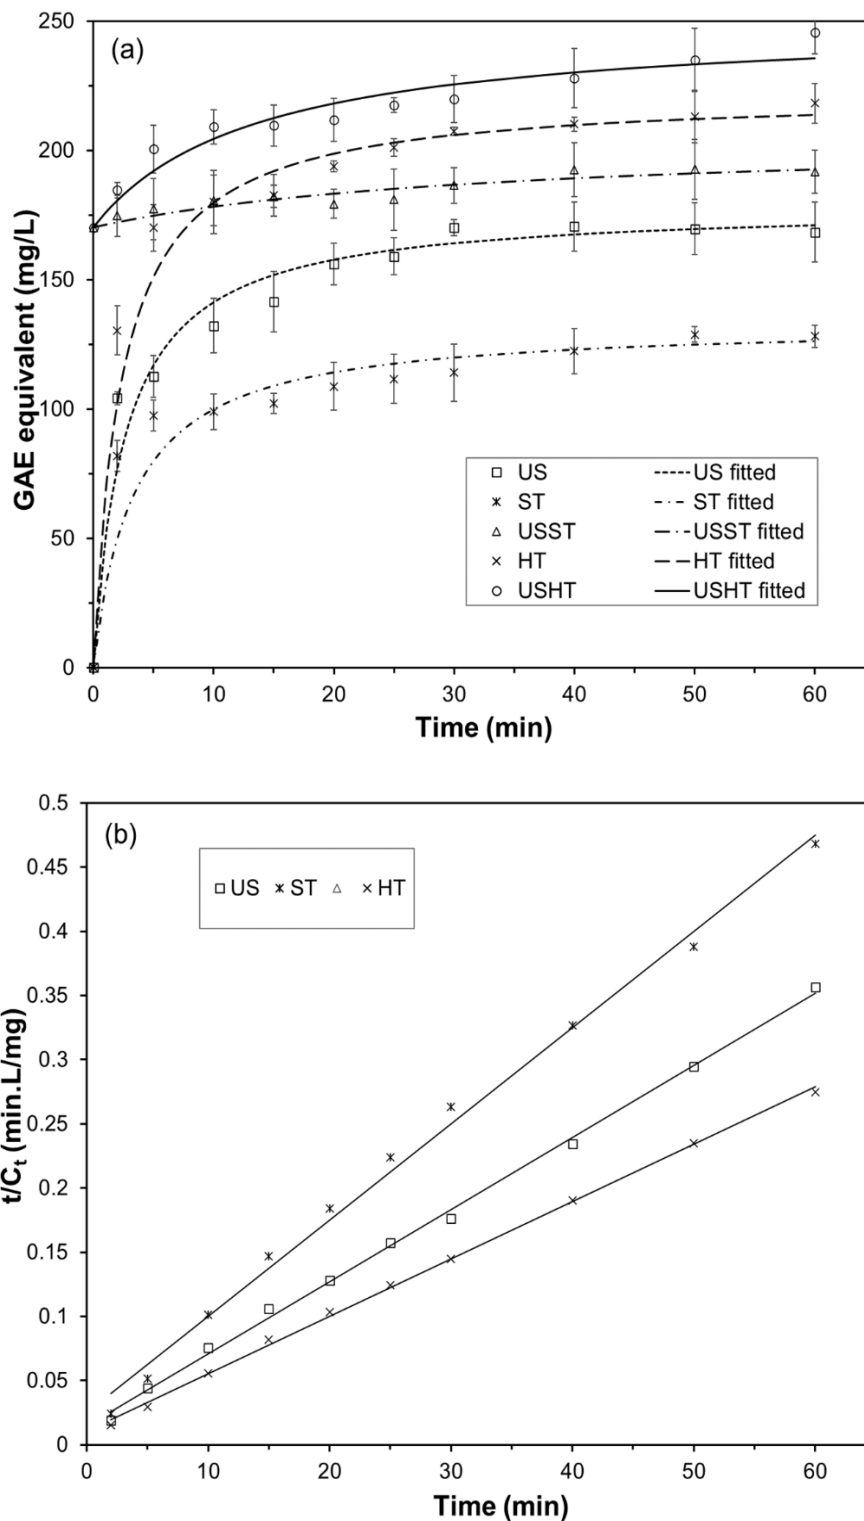 (a)
GAE equivalent (mg/L)
250
200
150
100
50
0
US US fitted
ST ST fitted
USST USST fitted
HT HT fitted
USHT USHT fitted
0 10 20 30 40 50 60
Time (min)
(b)
t/Cₜ (min.L/mg)
0.5
0.45
0.4
0.35
0.3
0.25
0.2
0.15
0.1
0.05
0
US ST HT
0 10 20 30 40 50 60
Time (min)